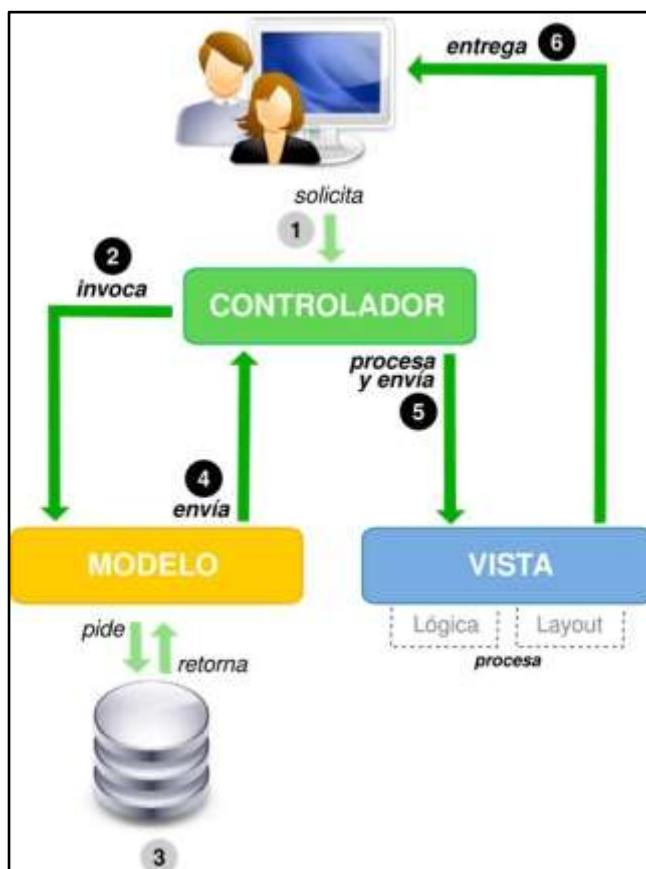 entrega 6
solicita
1
2
invoca
CONTROLADOR
procesa
y envía
5
4
envía
MODELO
VISTA
pide
retorna
Lógica
Layout
procesa
3